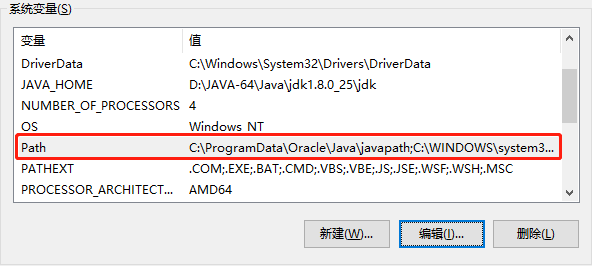 系统变量(S)
变量 值
DriverData C:\Windows\System32\Drivers\DriverData
JAVA_HOME D:\JAVA-64\Java\jdk1.8.0_25\jdk
NUMBER_OF_PROCESSORS 4
OS Windows_NT
Path C:\ProgramData\Oracle\Java\javapath;C:\WINDOWS\system3...
PATHEXT .COM;.EXE;.BAT;.CMD;.VBS;.VBE;.JS;.JSE;.WSF;.WSH;.MSC
PROCESSOR_ARCHITECT... AMD64
新建(W)... 编辑(I)... 删除(L)